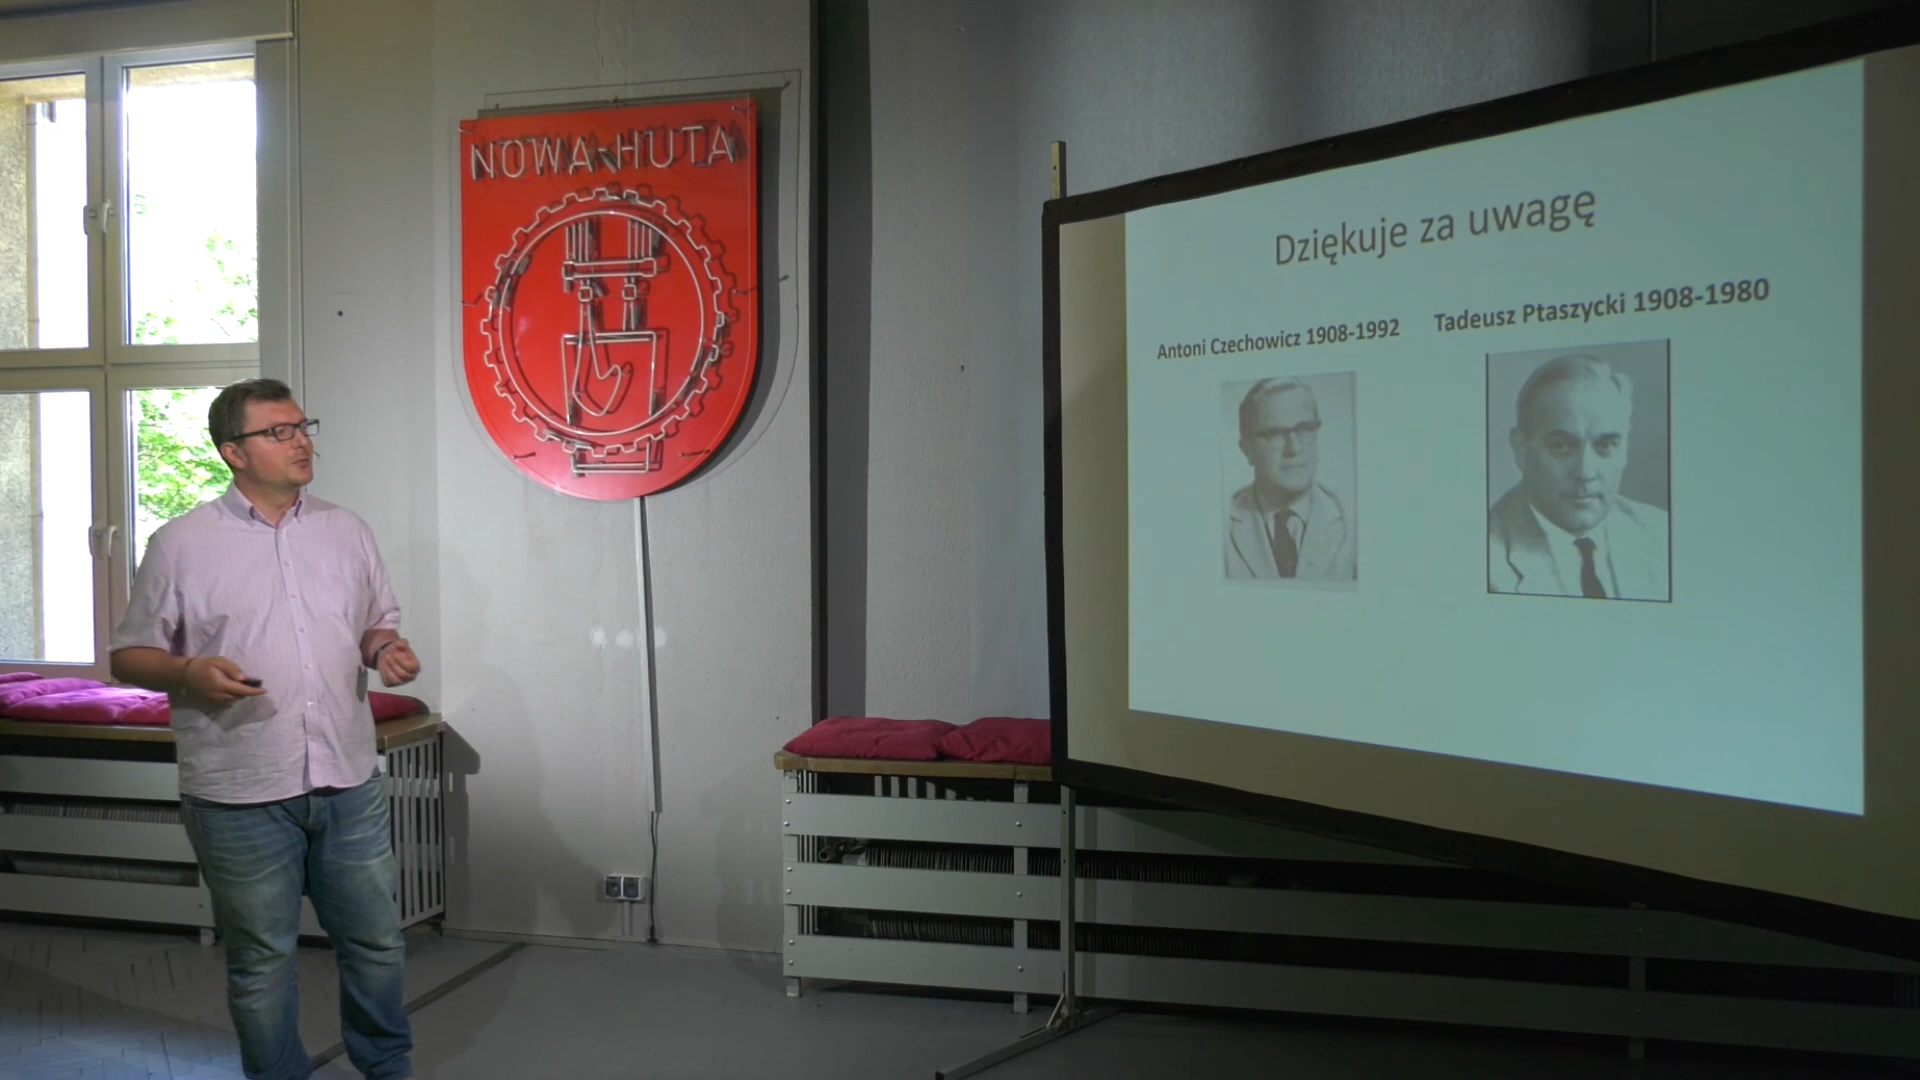 NOWA-HUTA
Dziękuje za uwagę
Antoni Czechowicz 1908-1992
Tadeusz Ptaszycki 1908-1980